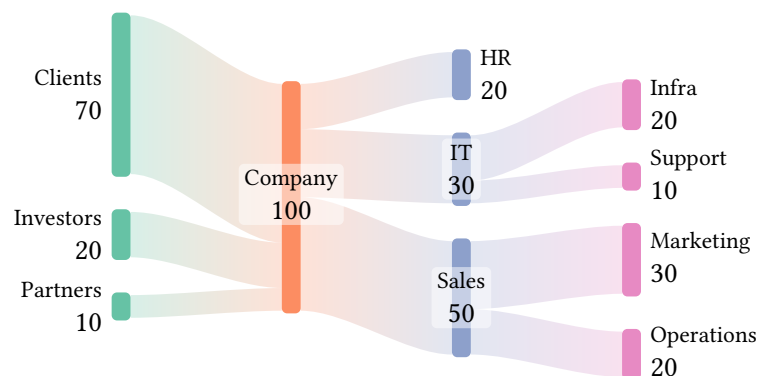 Clients
70
Investors
20
Partners
10
Company
100
HR
20
IT
30
Sales
50
Infra
20
Support
10
Marketing
30
Operations
20